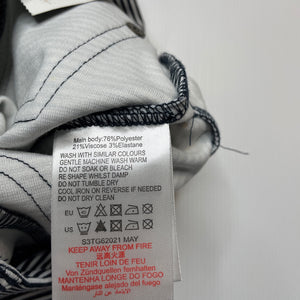 Main body:76%Polyester
21%Viscose 3%Elastane
WASH WITH SIMILAR COLOURS
GENTLE MACHINE WASH WARM
DO NOT SOAK OR BLEACH
RE SHAPE WHILST DAMP
DO NOT TUMBLE DRY
COOL IRON ON REVERSE IF NEEDED
DO NOT DRY CLEAN
EU
US
S3TG62021 MAY
KEEP AWAY FROM FIRE
远离火源
TENIR LOIN DE FEU
Von Zündquellen fernhalten
MANTENHA LONGE DO FOGO
Manténgase alejado del fuego